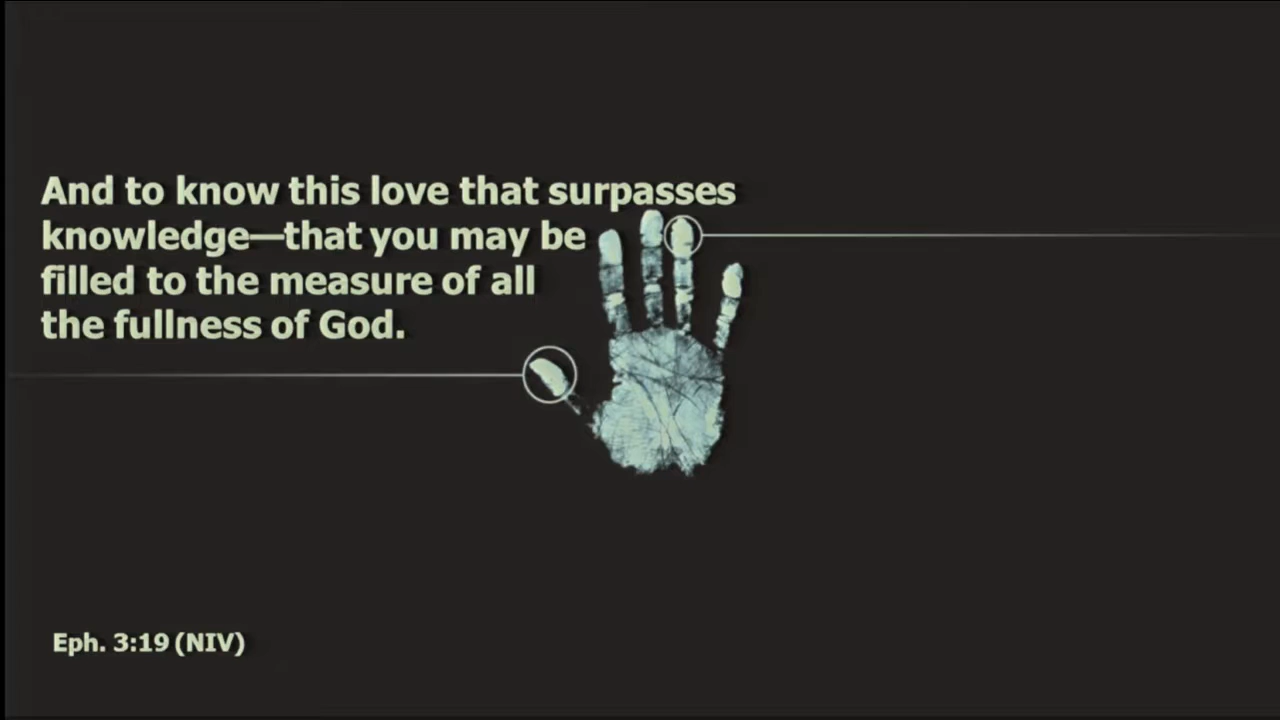 And to know this love that surpasses
knowledge—that you may be
filled to the measure of all
the fullness of God.
Eph. 3:19 (NIV)